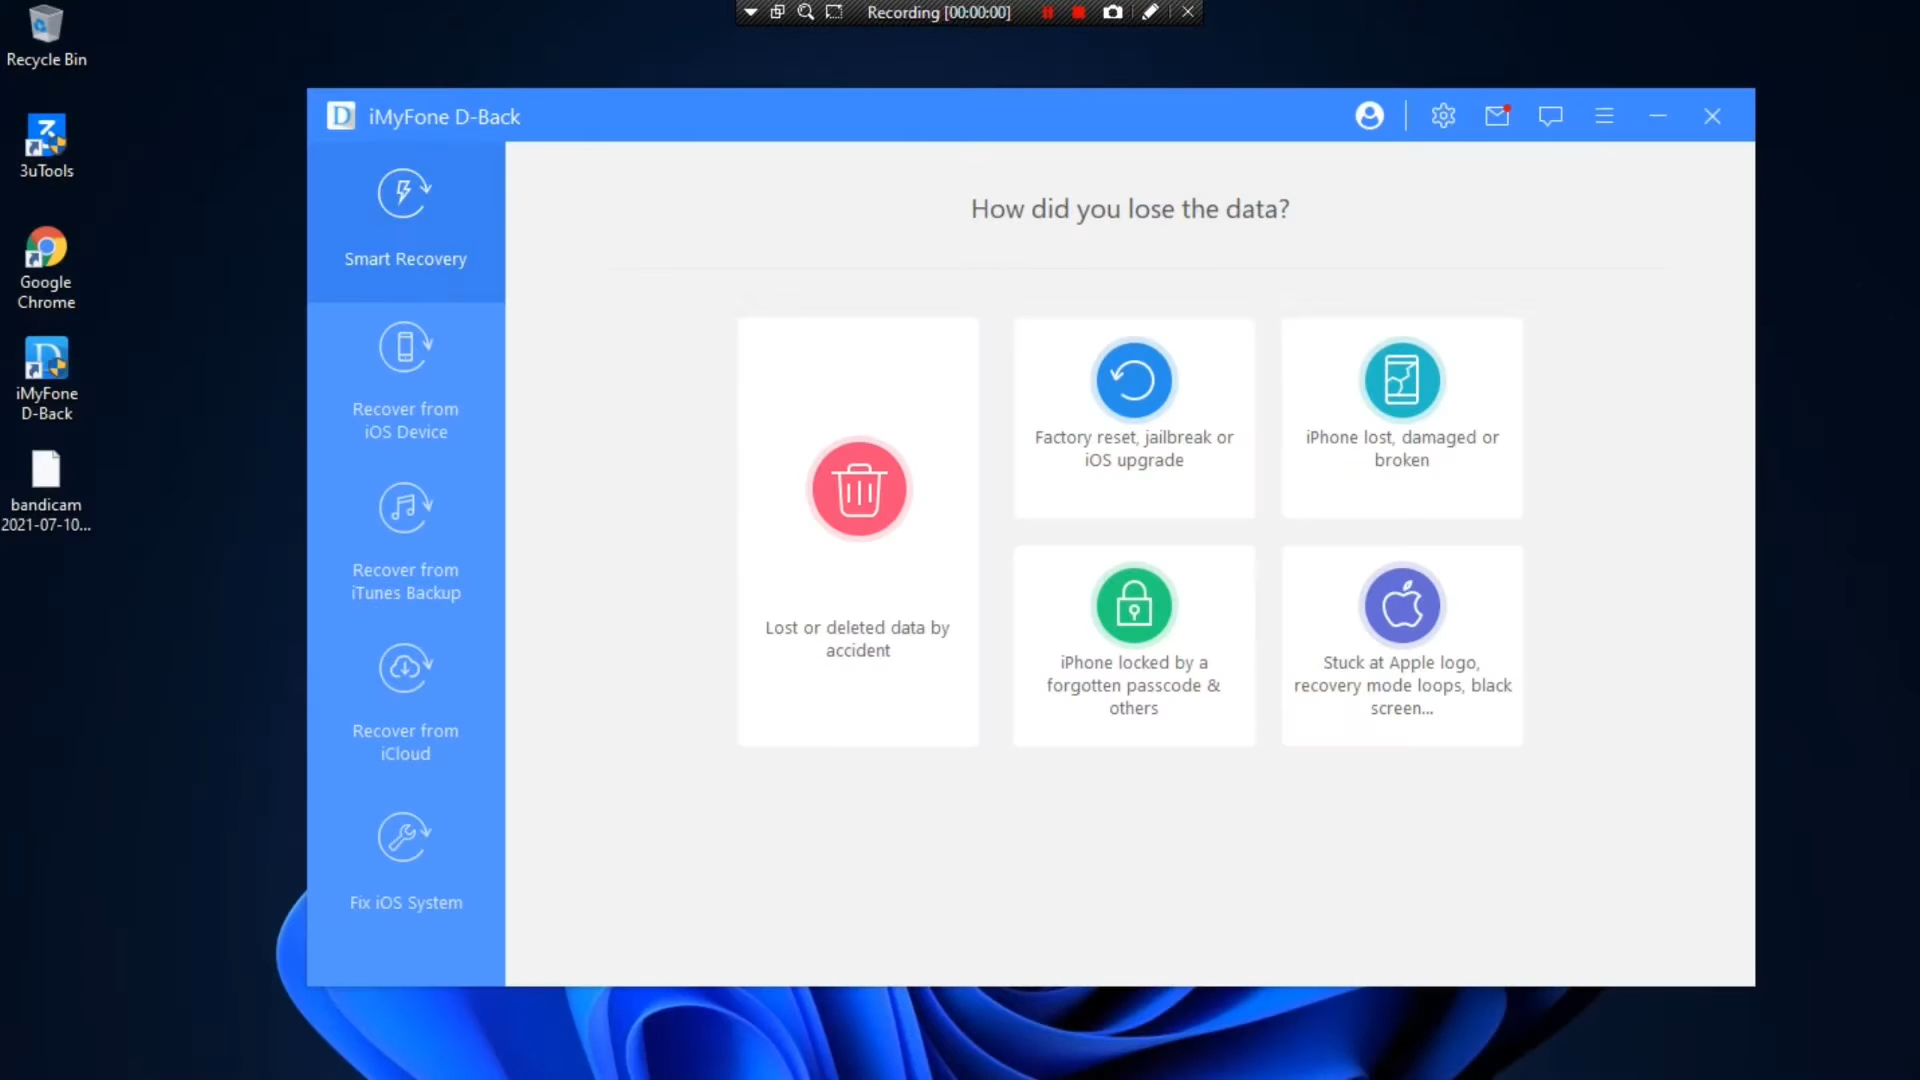 Recording [00:00:00]
Recycle Bin
3uTools
Google
Chrome
iMyFone
D-Back
bandicam
2021-07-10...
D iMyFone D-Back
Smart Recovery
Recover from
iOS Device
Recover from
iTunes Backup
Recover from
iCloud
Fix iOS System
How did you lose the data?
Lost or deleted data by
accident
Factory reset, jailbreak or
iOS upgrade
iPhone lost, damaged or
broken
iPhone locked by a
forgotten passcode &
others
Stuck at Apple logo,
recovery mode loops, black
screen...